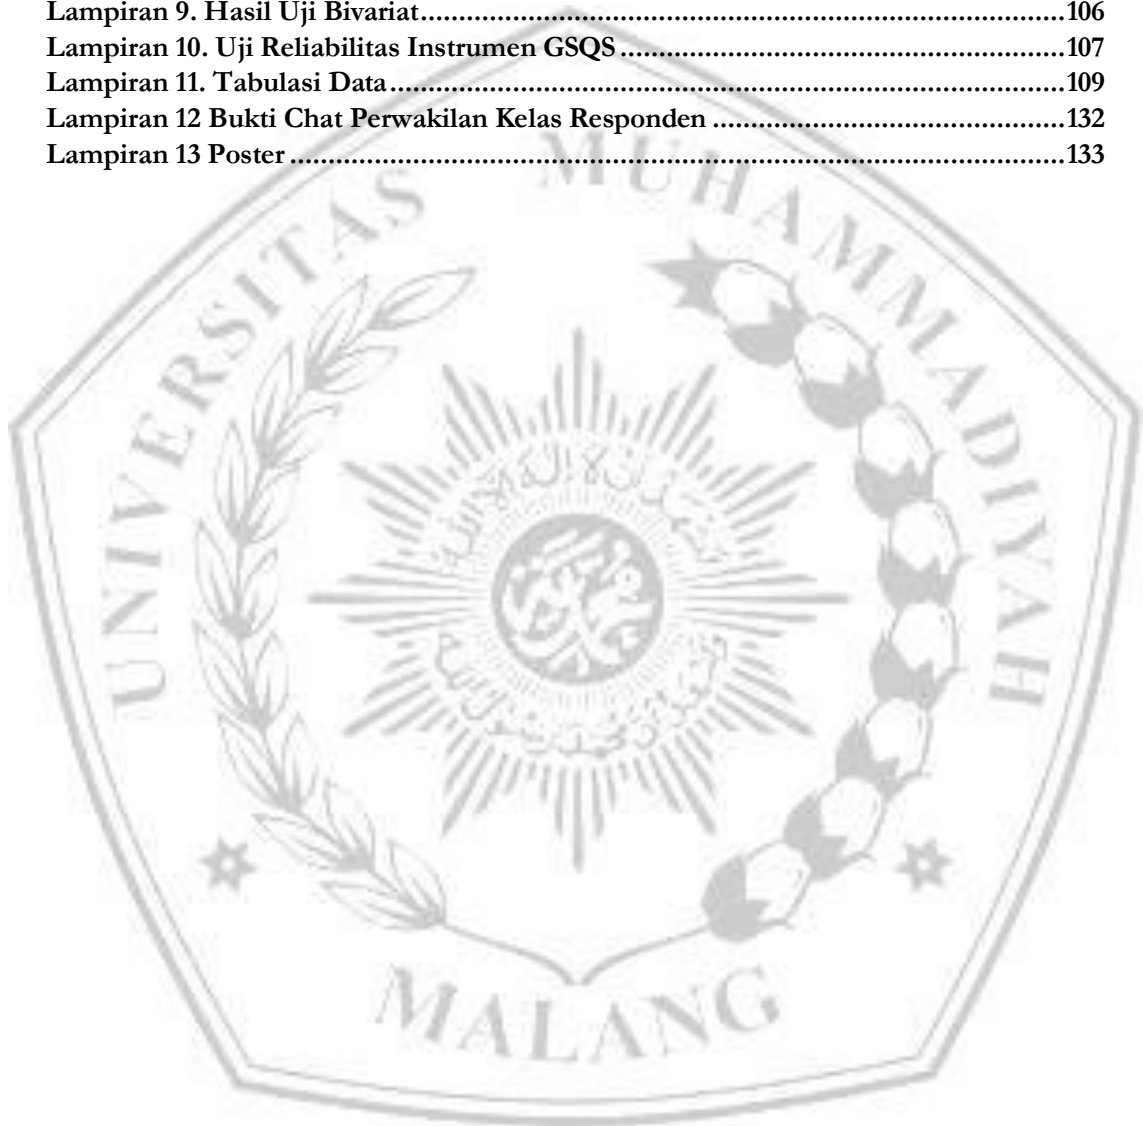 Lampiran 9. Hasil Uji Bivariat....................................................................................106
Lampiran 10. Uji Reliabilitas Instrumen GSQS..........................................................107
Lampiran 11. Tabulasi Data........................................................................................109
Lampiran 12 Bukti Chat Perwakilan Kelas Responden..............................................132
Lampiran 13 Poster.....................................................................................................133
UNIVERSITAS MUHAMMADIYAH
MALANG